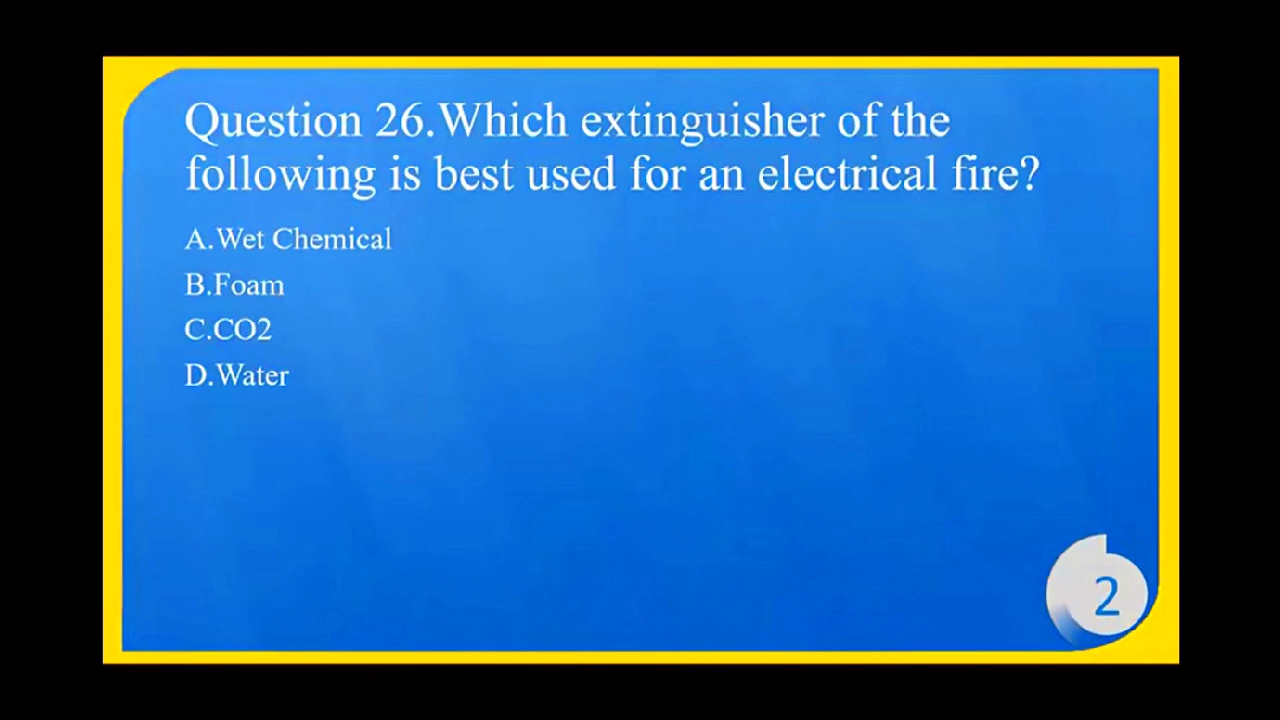 Question 26.Which extinguisher of the
following is best used for an electrical fire?
A.Wet Chemical
B.Foam
C.CO2
D.Water
2